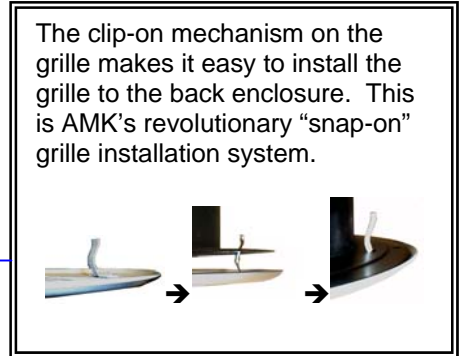 The clip-on mechanism on the
grille makes it easy to install the
grille to the back enclosure.  This
is AMK’s revolutionary “snap-on”
grille installation system.